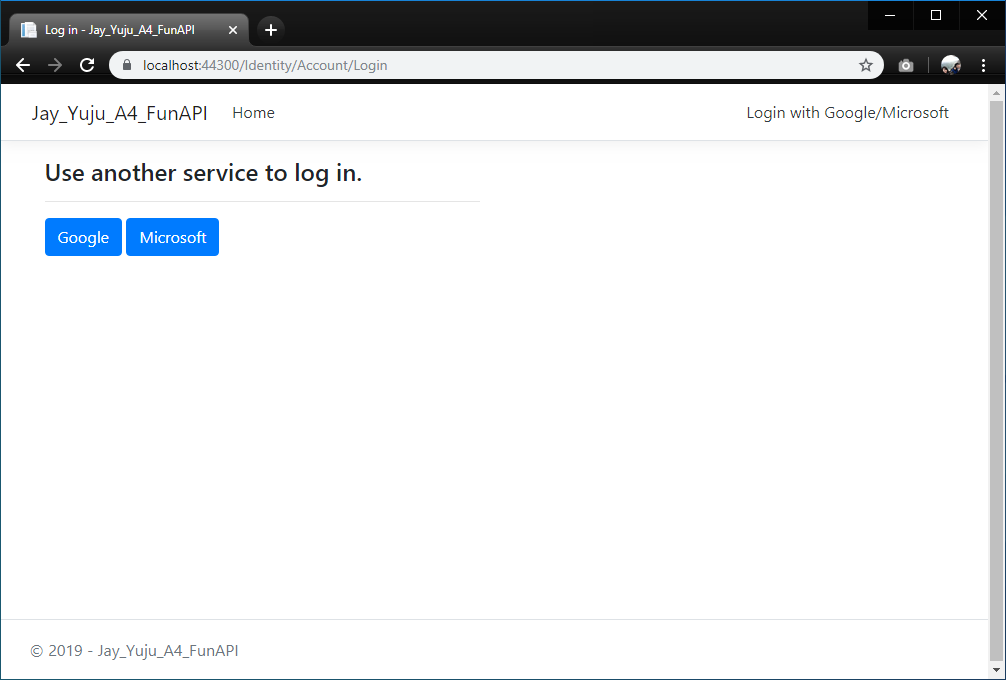 Log in - Jay_Yuju_A4_FunAPI
localhost:44300/Identity/Account/Login
Jay_Yuju_A4_FunAPI Home Login with Google/Microsoft
Use another service to log in.
Google Microsoft
© 2019 - Jay_Yuju_A4_FunAPI